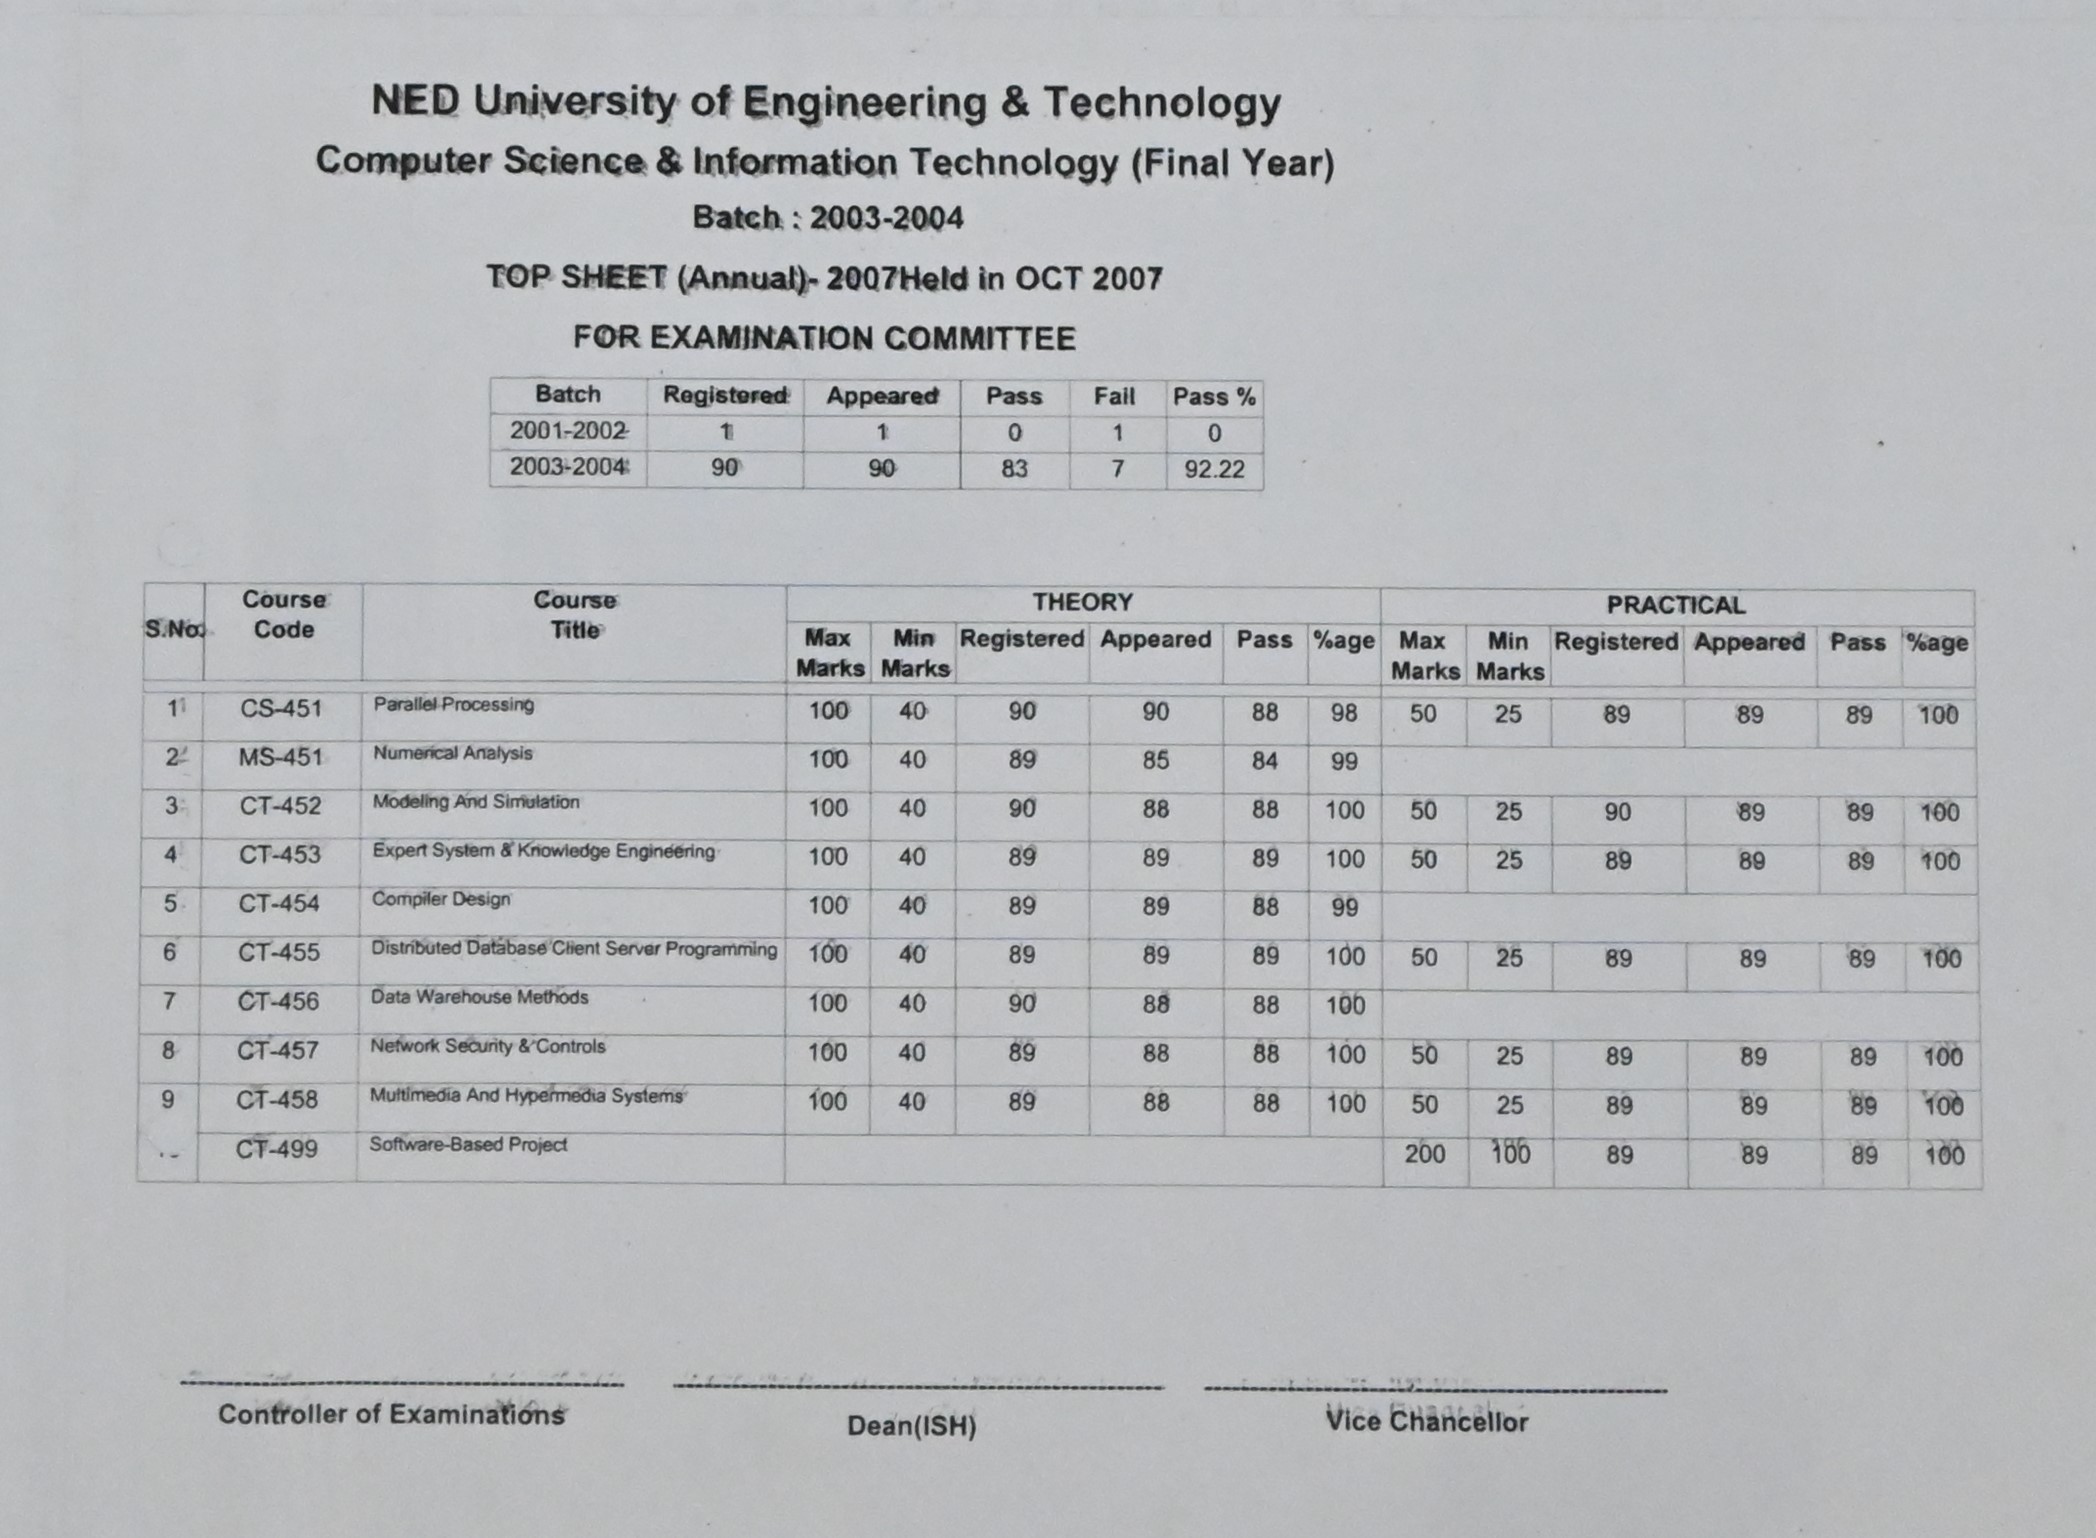 NED University of Engineering & Technology
Computer Science & Information Technology (Final Year)
Batch : 2003-2004
TOP SHEET (Annual)- 2007Held in OCT 2007
FOR EXAMINATION COMMITTEE
Batch Registered Appeared Pass Fail Pass %
2001-2002 1 1 0 1 0
2003-2004 90 90 83 7 92.22
S.No. Course Code Course Title THEORY PRACTICAL
Max Marks Min Marks Registered Appeared Pass %age Max Marks Min Marks Registered Appeared Pass %age
1 CS-451 Parallel Processing 100 40 90 90 88 98 50 25 89 89 89 100
2 MS-451 Numerical Analysis 100 40 89 85 84 99
3 CT-452 Modeling And Simulation 100 40 90 88 88 100 50 25 90 89 89 100
4 CT-453 Expert System & Knowledge Engineering 100 40 89 89 89 100 50 25 89 89 89 100
5 CT-454 Compiler Design 100 40 89 89 88 99
6 CT-455 Distributed Database Client Server Programming 100 40 89 89 89 100 50 25 89 89 89 100
7 CT-456 Data Warehouse Methods 100 40 90 88 88 100
8 CT-457 Network Security & Controls 100 40 89 88 88 100 50 25 89 89 89 100
9 CT-458 Multimedia And Hypermedia Systems 100 40 89 88 88 100 50 25 89 89 89 100
CT-499 Software-Based Project 200 100 89 89 89 100
Controller of Examinations Dean(ISH) Vice Chancellor